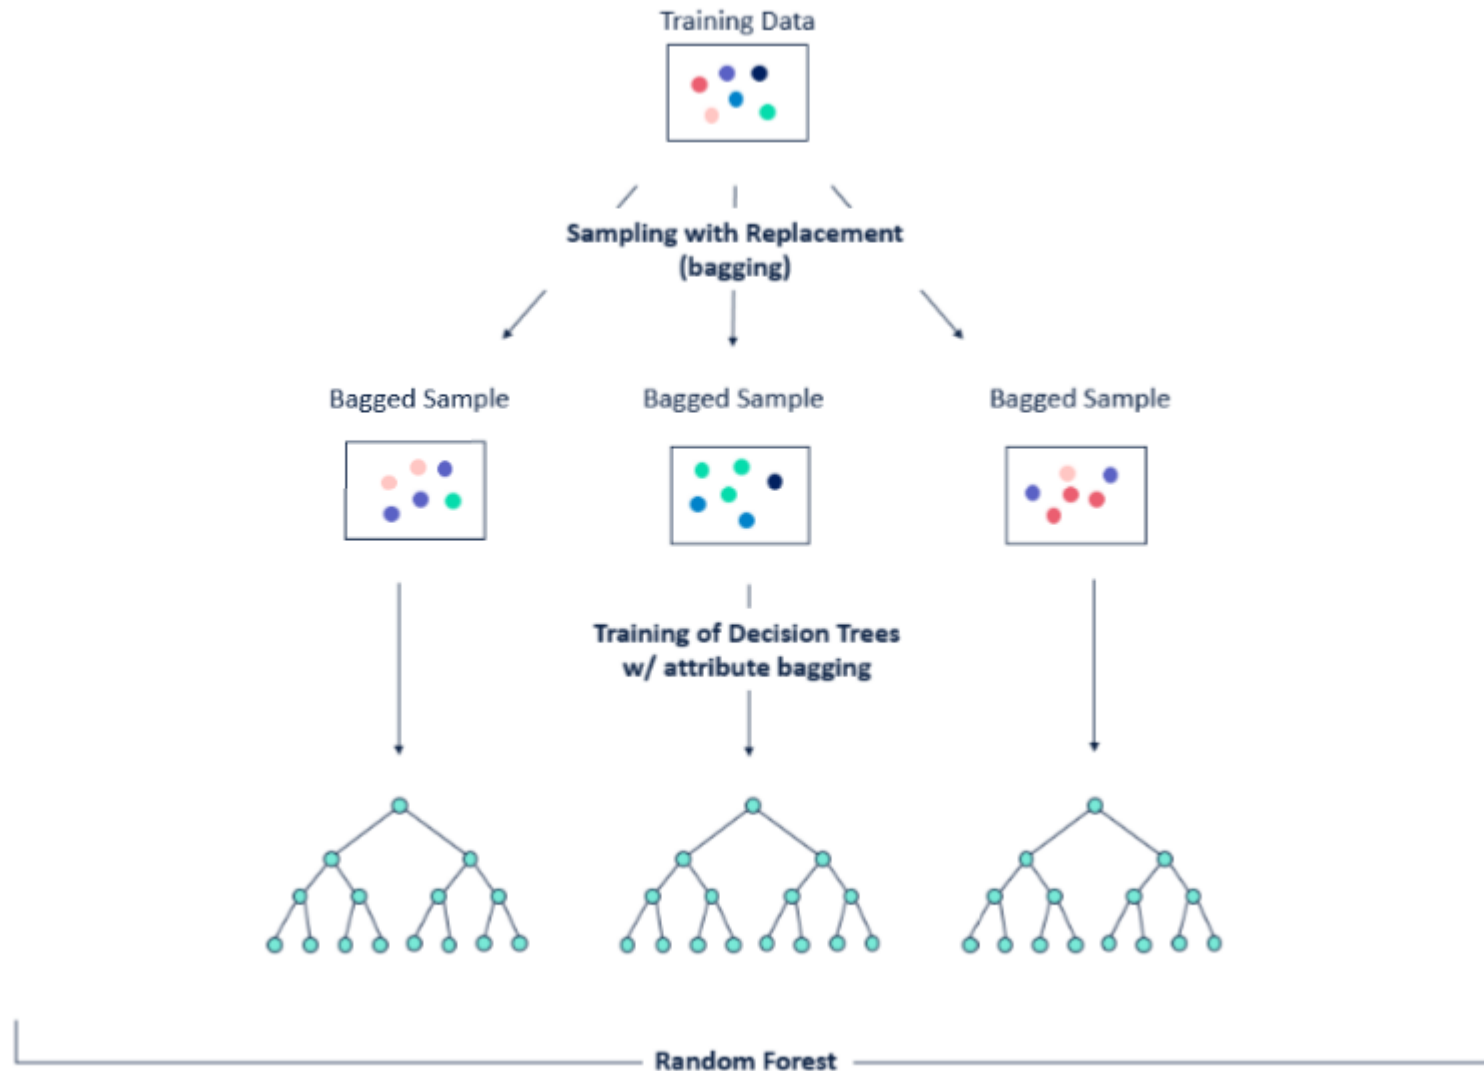 Training Data
Sampling with Replacement
(bagging)
Bagged Sample
Bagged Sample
Bagged Sample
Training of Decision Trees
w/ attribute bagging
Random Forest